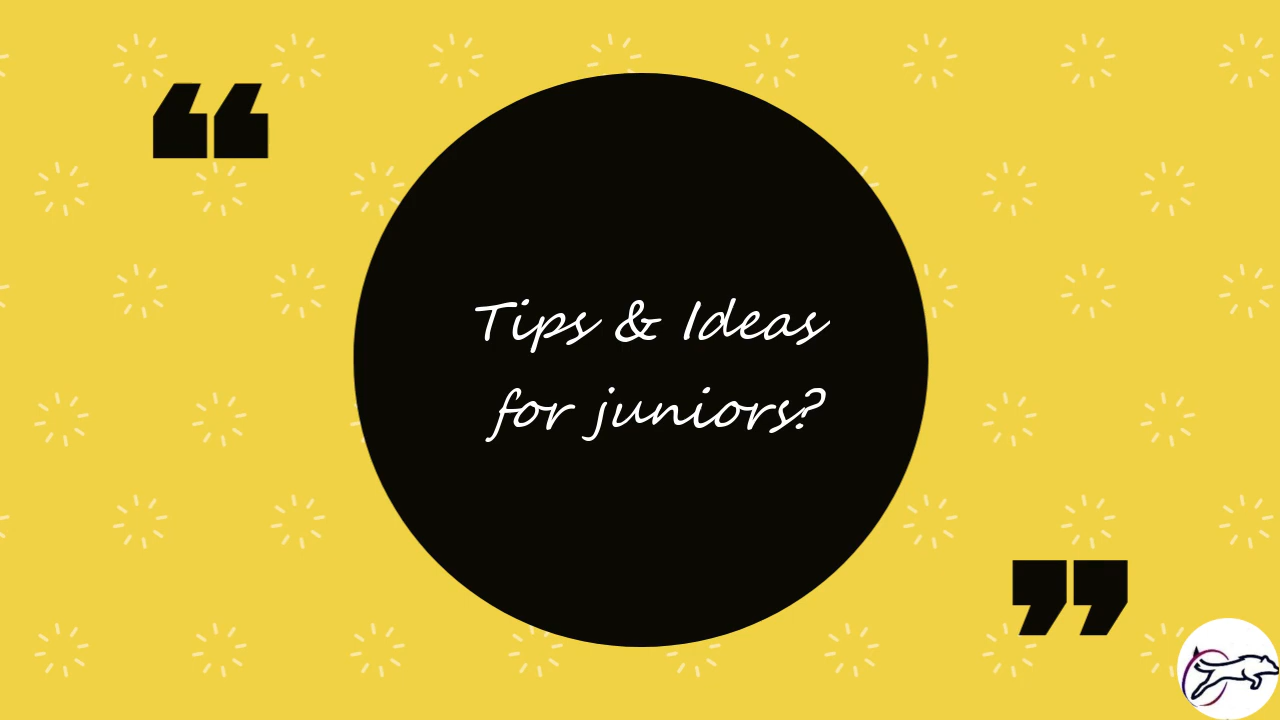 “
Tips & Ideas
for juniors?
”